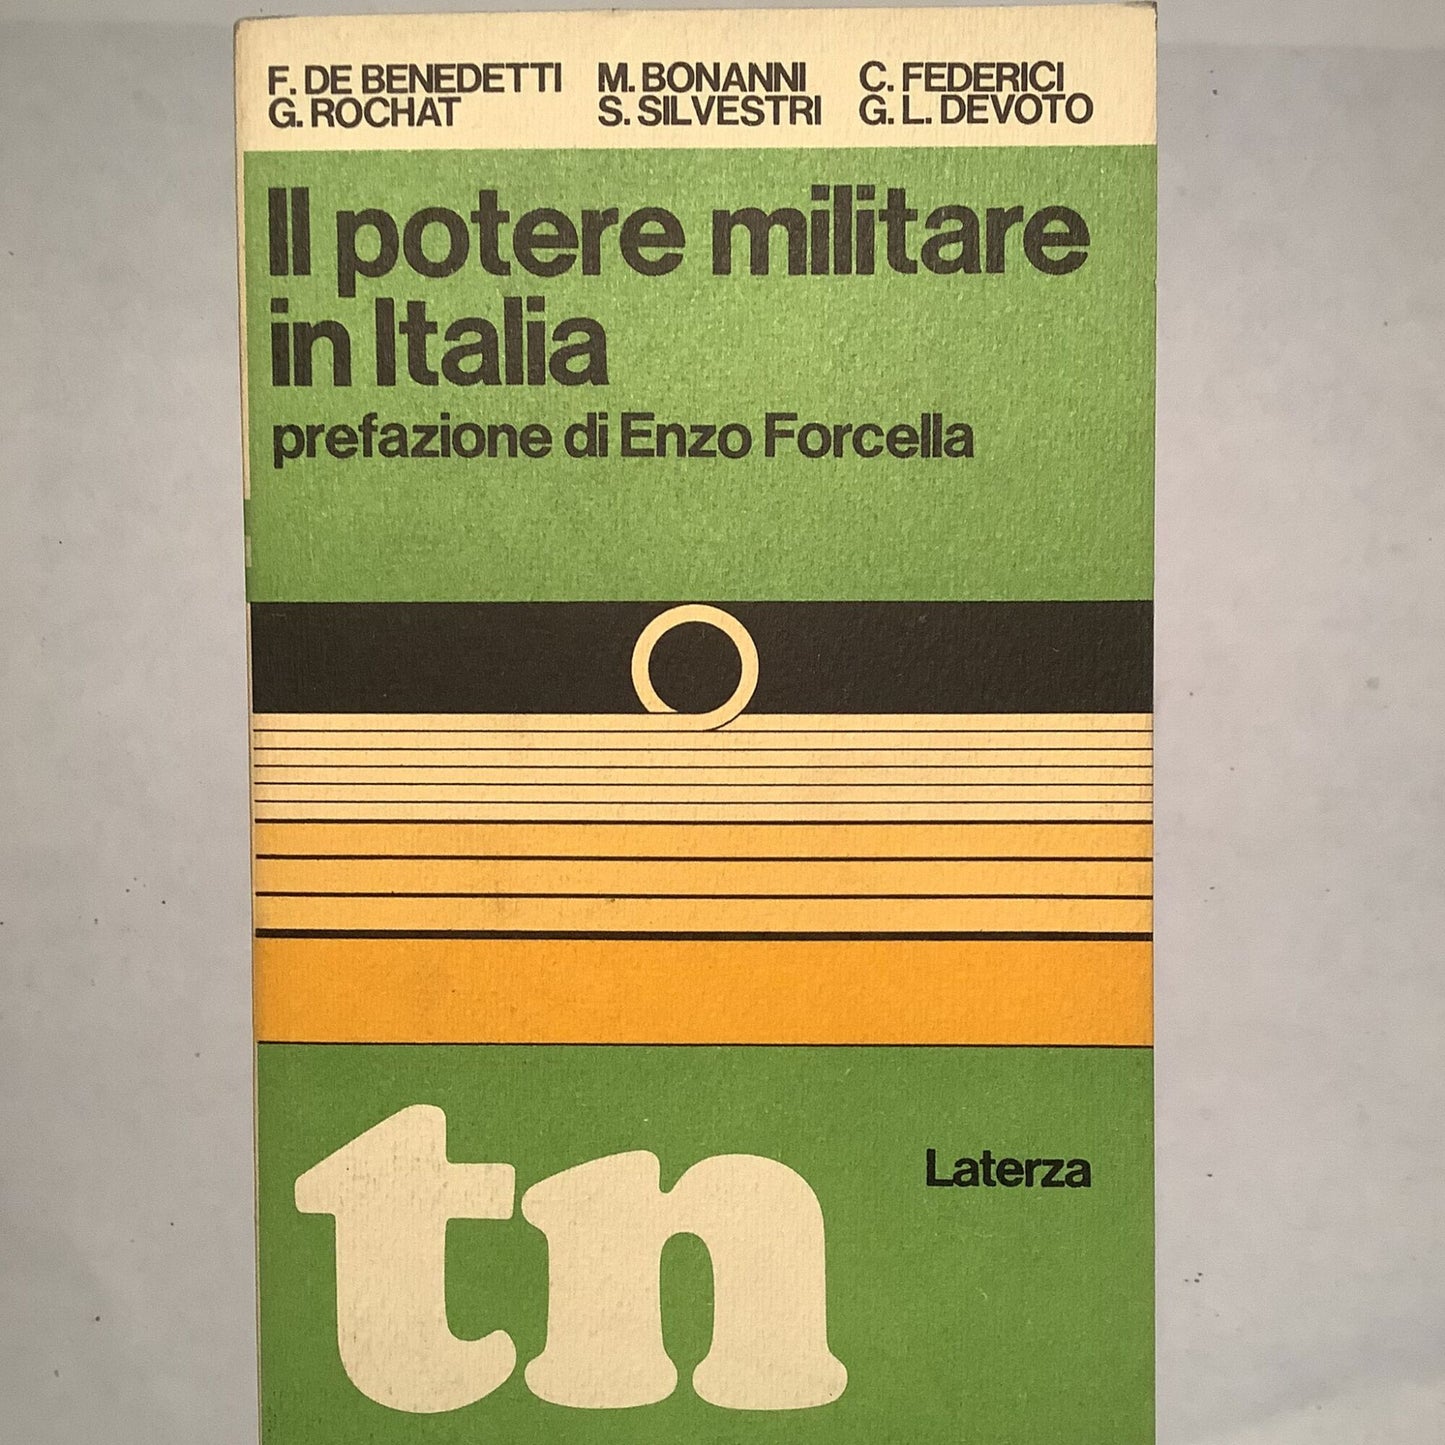 F. DE BENEDETTI M. BONANNI C. FEDERICI
G. ROCHAT S. SILVESTRI G. L. DEVOTO
Il potere militare
in Italia
prefazione di Enzo Forcella
tn
Laterza